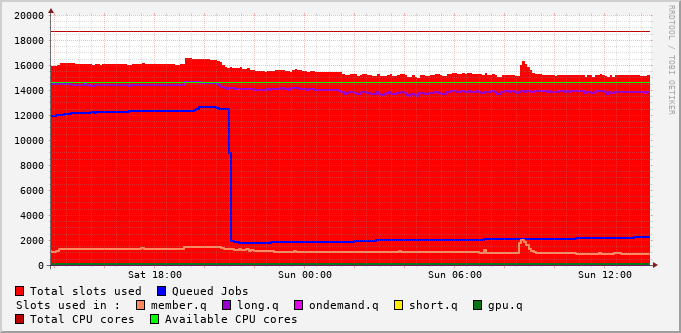 20000
18000
16000
14000
12000
10000
8000
6000
4000
2000
0
Sat 18:00 Sun 00:00 Sun 06:00 Sun 12:00
RRDTOOL / TOBI OETIKER
Total slots used Queued Jobs
Slots used in : member.q long.q ondemand.q short.q gpu.q
Total CPU cores Available CPU cores